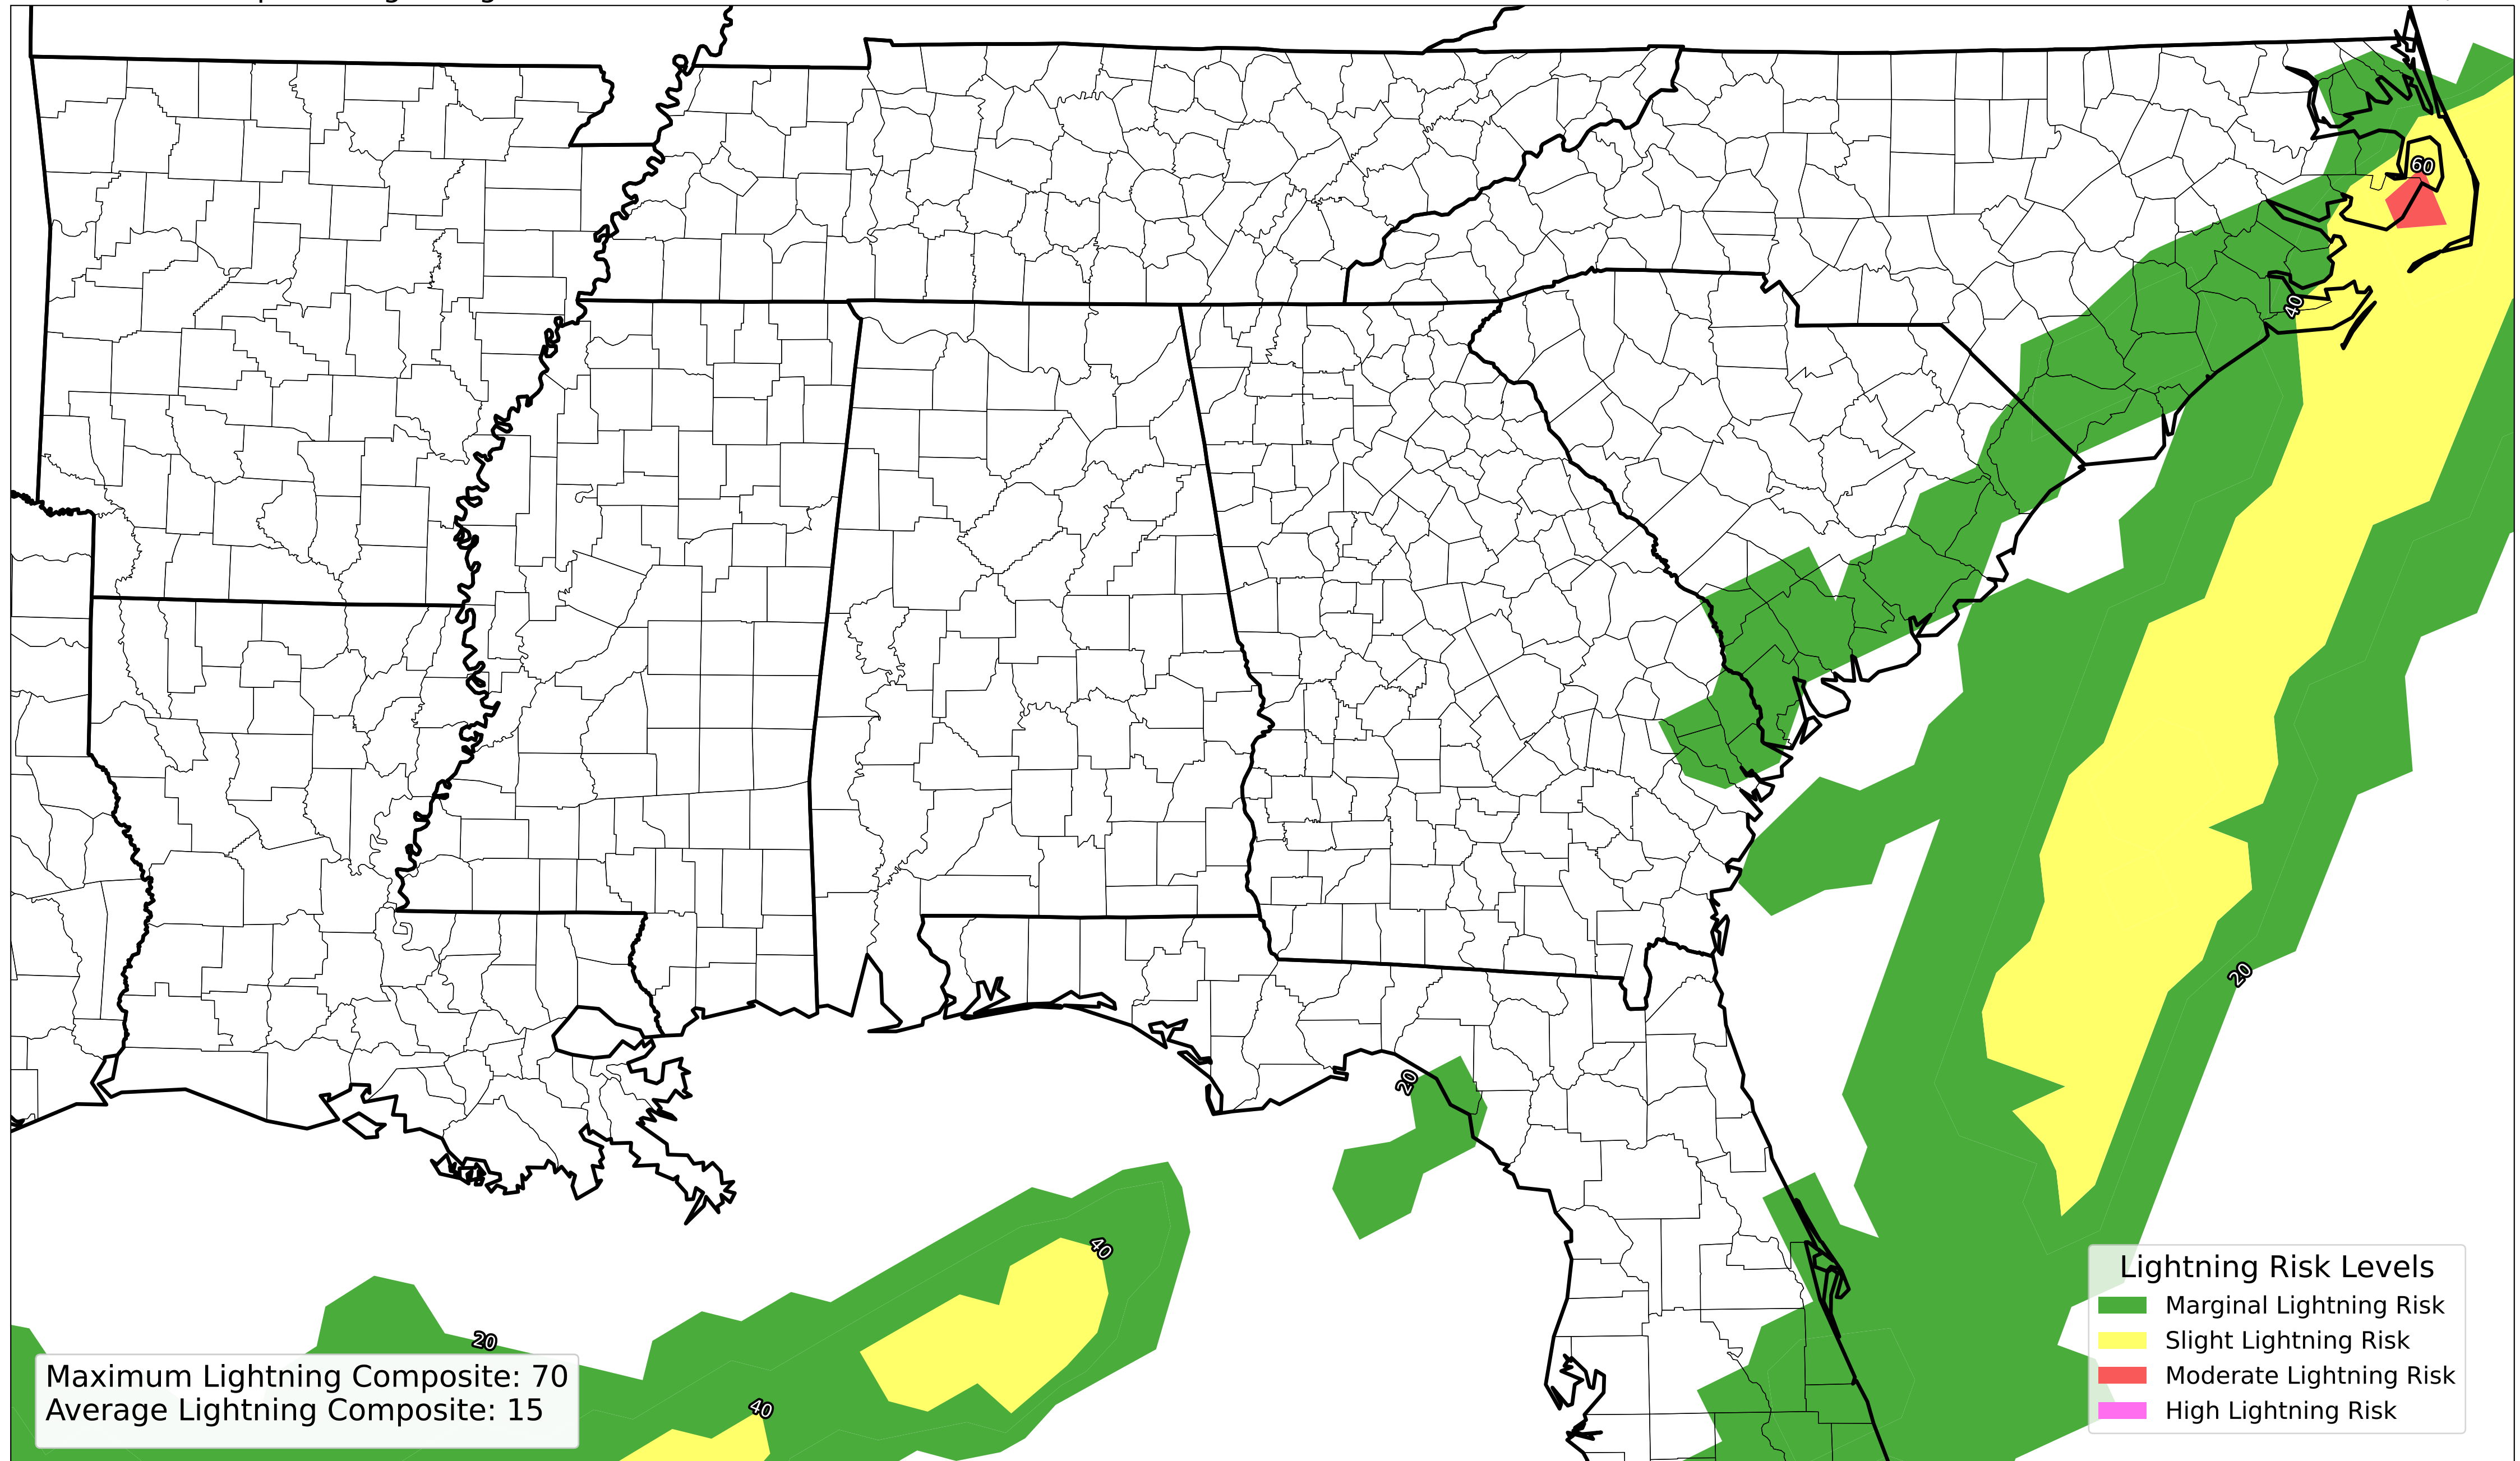 60
40
20
20
40
20
40
Maximum Lightning Composite: 70
Average Lightning Composite: 15
Lightning Risk Levels
Marginal Lightning Risk
Slight Lightning Risk
Moderate Lightning Risk
High Lightning Risk